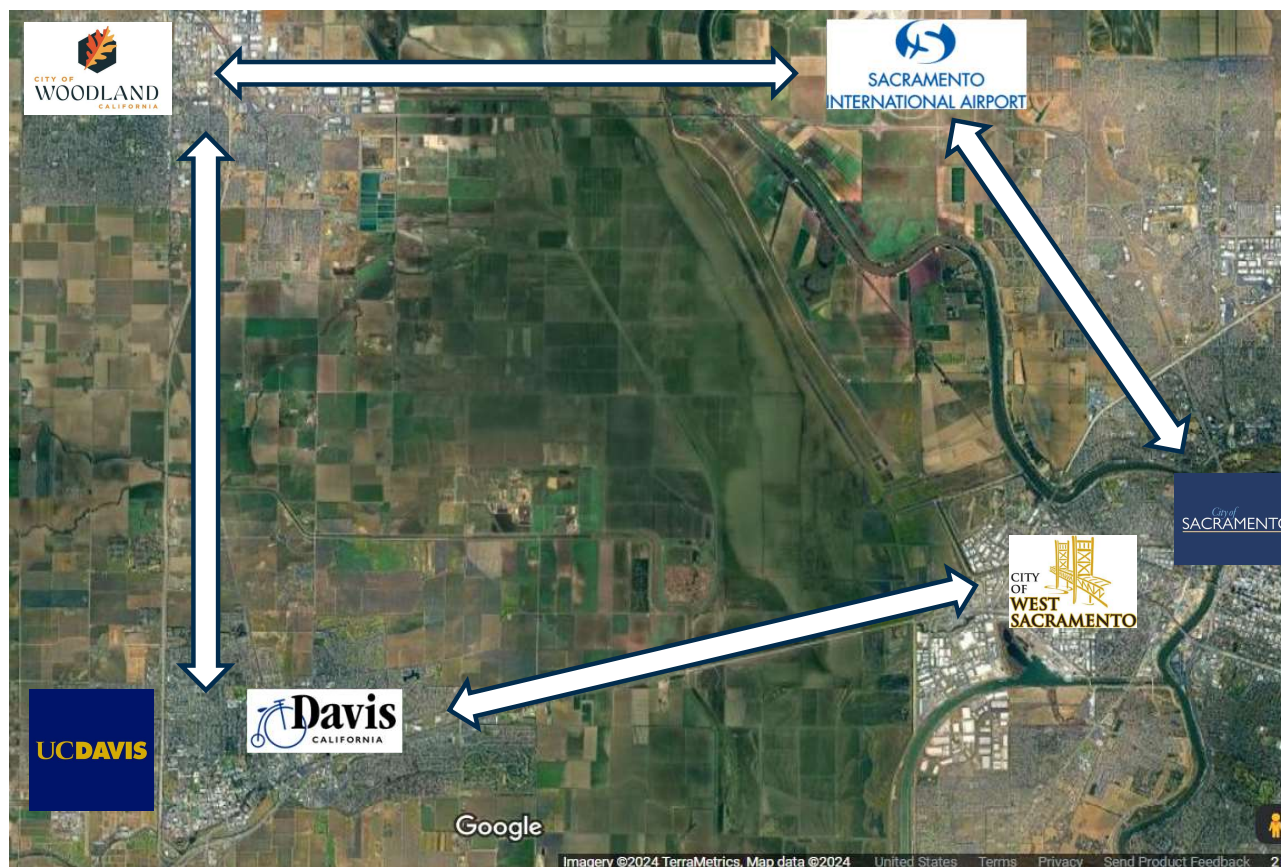 CITY OF
WOODLAND
CALIFORNIA
SACRAMENTO
INTERNATIONAL AIRPORT
City of
SACRAMENTO
CITY
OF
WEST
SACRAMENTO
UCDAVIS
Davis
CALIFORNIA
Google
Imagery ©2024 TerraMetrics, Map data ©2024 United States Terms Privacy Send Product Feedback 2